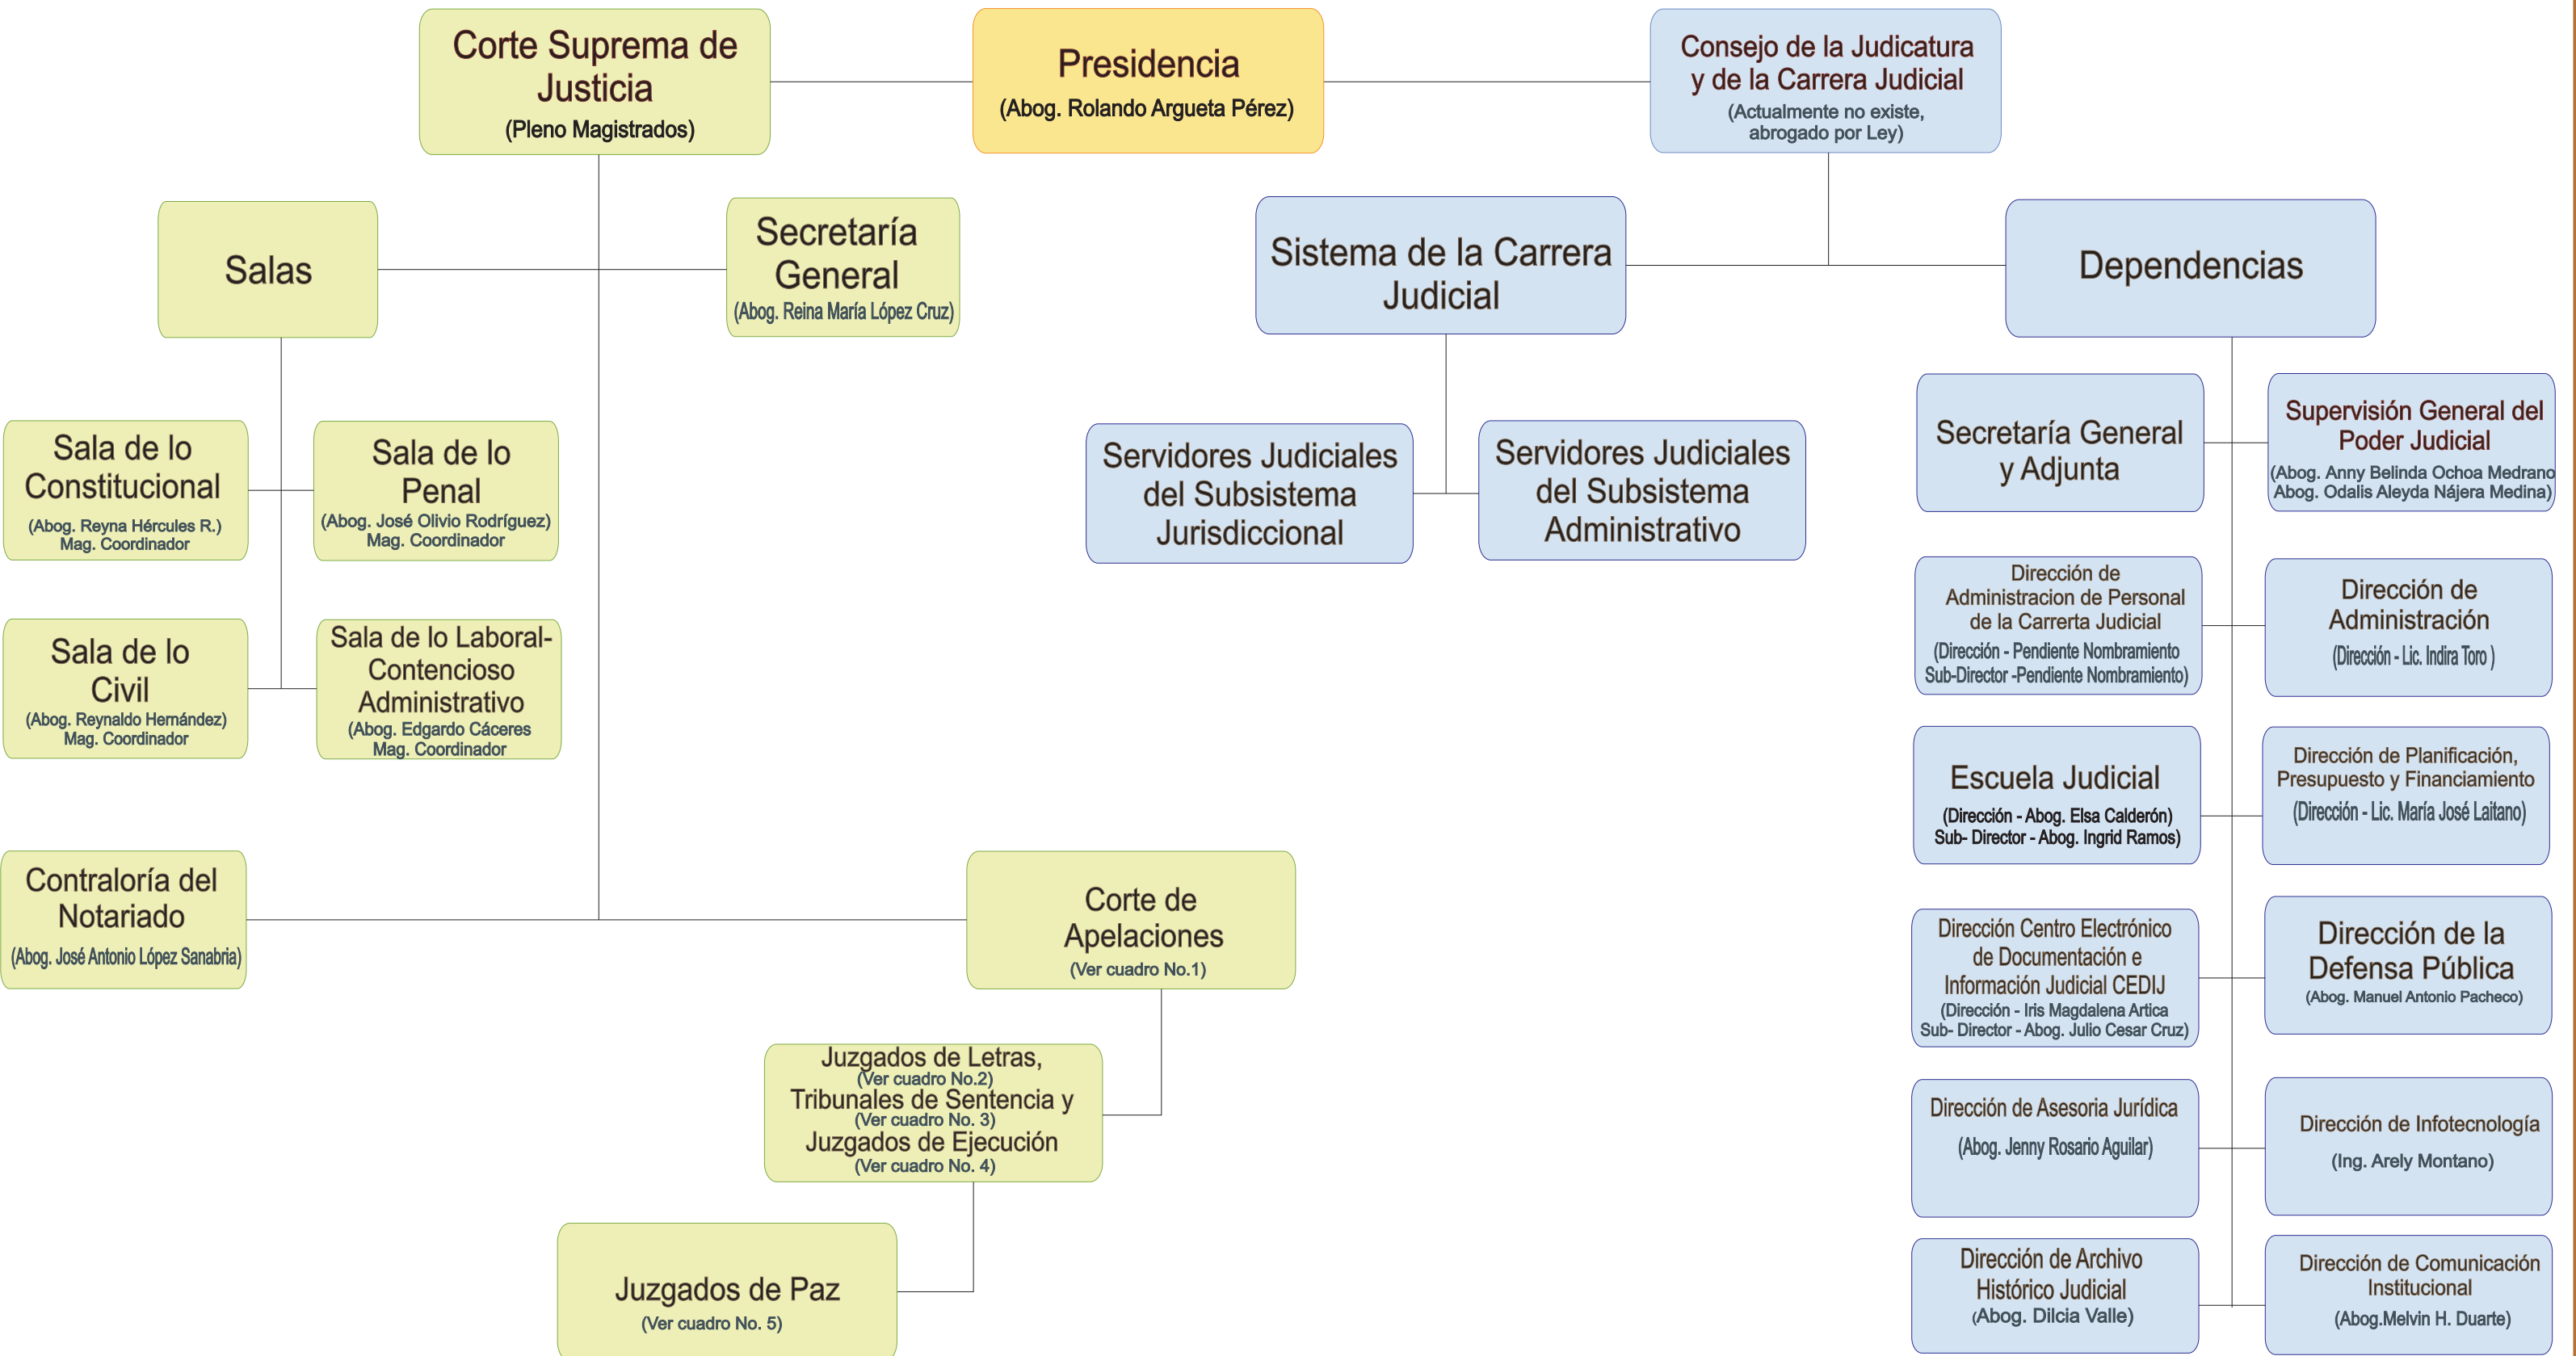 Corte Suprema de
Justicia
(Pleno Magistrados)
Presidencia
(Abog. Rolando Argueta Pérez)
Consejo de la Judicatura
y de la Carrera Judicial
(Actualmente no existe,
abrogado por Ley)
Salas
Secretaría
General
(Abog. Reina María López Cruz)
Sistema de la Carrera
Judicial
Dependencias
Sala de lo
Constitucional
(Abog. Reyna Hércules R.)
Mag. Coordinador
Sala de lo
Penal
(Abog. José Olivio Rodríguez)
Mag. Coordinador
Sala de lo
Civil
(Abog. Reynaldo Hernández)
Mag. Coordinador
Sala de lo Laboral-
Contencioso
Administrativo
(Abog. Edgardo Cáceres
Mag. Coordinador
Servidores Judiciales
del Subsistema
Jurisdiccional
Servidores Judiciales
del Subsistema
Administrativo
Secretaría General
y Adjunta
Supervisión General del
Poder Judicial
(Abog. Anny Belinda Ochoa Medrano
Abog. Odalis Aleyda Nájera Medina)
Dirección de
Administracion de Personal
de la Carrerta Judicial
(Dirección - Pendiente Nombramiento
Sub-Director -Pendiente Nombramiento)
Dirección de
Administración
(Dirección - Lic. Indira Toro )
Escuela Judicial
(Dirección - Abog. Elsa Calderón)
Sub- Director - Abog. Ingrid Ramos)
Dirección de Planificación,
Presupuesto y Financiamiento
(Dirección - Lic. María José Laitano)
Contraloría del
Notariado
(Abog. José Antonio López Sanabria)
Corte de
Apelaciones
(Ver cuadro No.1)
Dirección Centro Electrónico
de Documentación e
Información Judicial CEDIJ
(Dirección - Iris Magdalena Artica
Sub- Director - Abog. Julio Cesar Cruz)
Dirección de la
Defensa Pública
(Abog. Manuel Antonio Pacheco)
Juzgados de Letras,
(Ver cuadro No.2)
Tribunales de Sentencia y
(Ver cuadro No. 3)
Juzgados de Ejecución
(Ver cuadro No. 4)
Dirección de Asesoria Jurídica
(Abog. Jenny Rosario Aguilar)
Dirección de Infotecnología
(Ing. Arely Montano)
Juzgados de Paz
(Ver cuadro No. 5)
Dirección de Archivo
Histórico Judicial
(Abog. Dilcia Valle)
Dirección de Comunicación
Institucional
(Abog.Melvin H. Duarte)